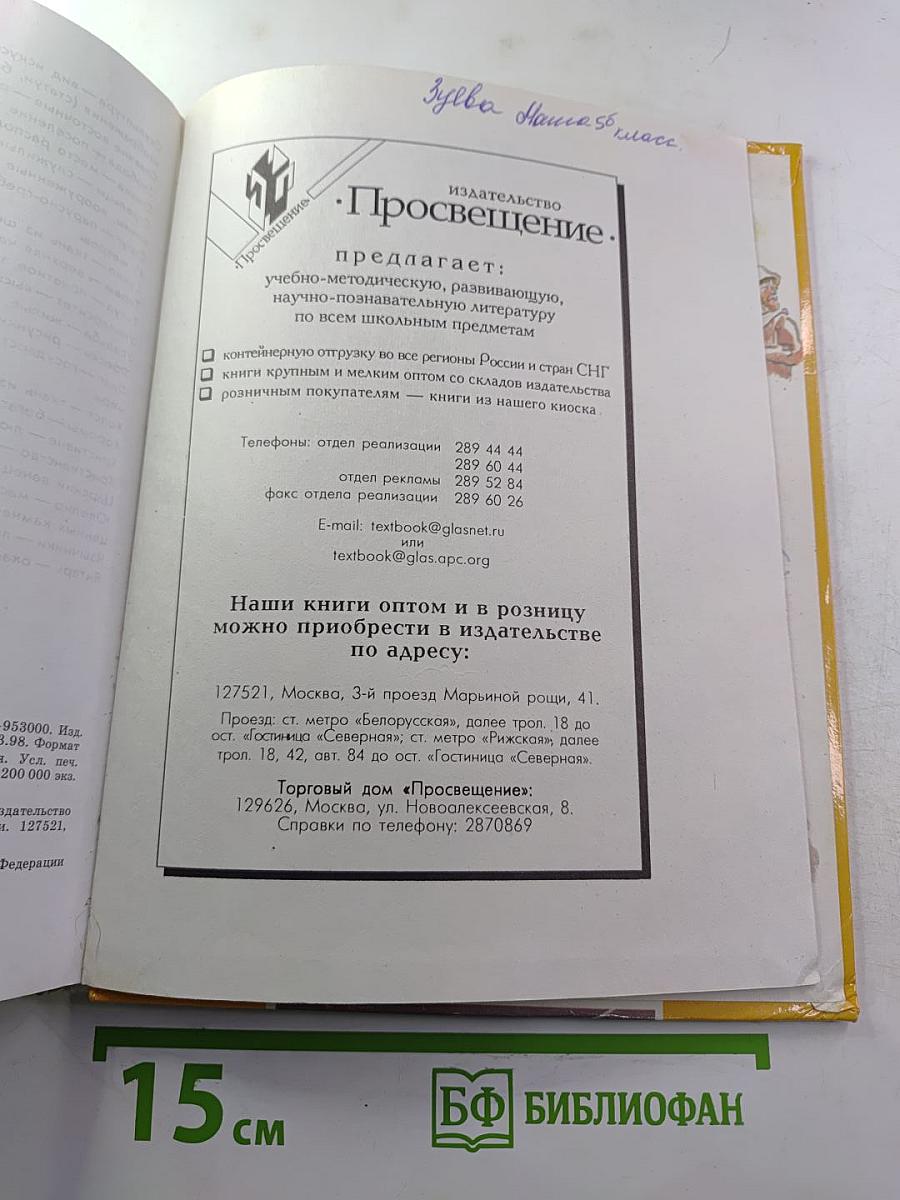 Зуева Маша 5б класс.
издательство
·Просвещение·
·Просвещение·
предлагает:
учебно-методическую, развивающую,
научно-познавательную литературу
по всем школьным предметам
контейнерную отгрузку во все регионы России и стран СНГ
книги крупным и мелким оптом со складов издательства
розничным покупателям — книги из нашего киоска.
Телефоны: отдел реализации 289 44 44
289 60 44
отдел рекламы 289 52 84
факс отдела реализации 289 60 26
E-mail: textbook@glasnet.ru
или
textbook@glas.apc.org
Наши книги оптом и в розницу
можно приобрести в издательстве
по адресу:
127521, Москва, 3-й проезд Марьиной рощи, 41.
Проезд: ст. метро «Белорусская», далее трол. 18 до
ост. «Гостиница «Северная»; ст. метро «Рижская», далее
трол. 18, 42, авт. 84 до ост. «Гостиница «Северная».
Торговый дом «Просвещение»:
129626, Москва, ул. Новоалексеевская, 8.
Справки по телефону: 2870869
953000. Изд.
3.98. Формат
Усл. печ.
200 000 экз.
127521,
Федерации
15 см
БФ БИБЛИОФАН